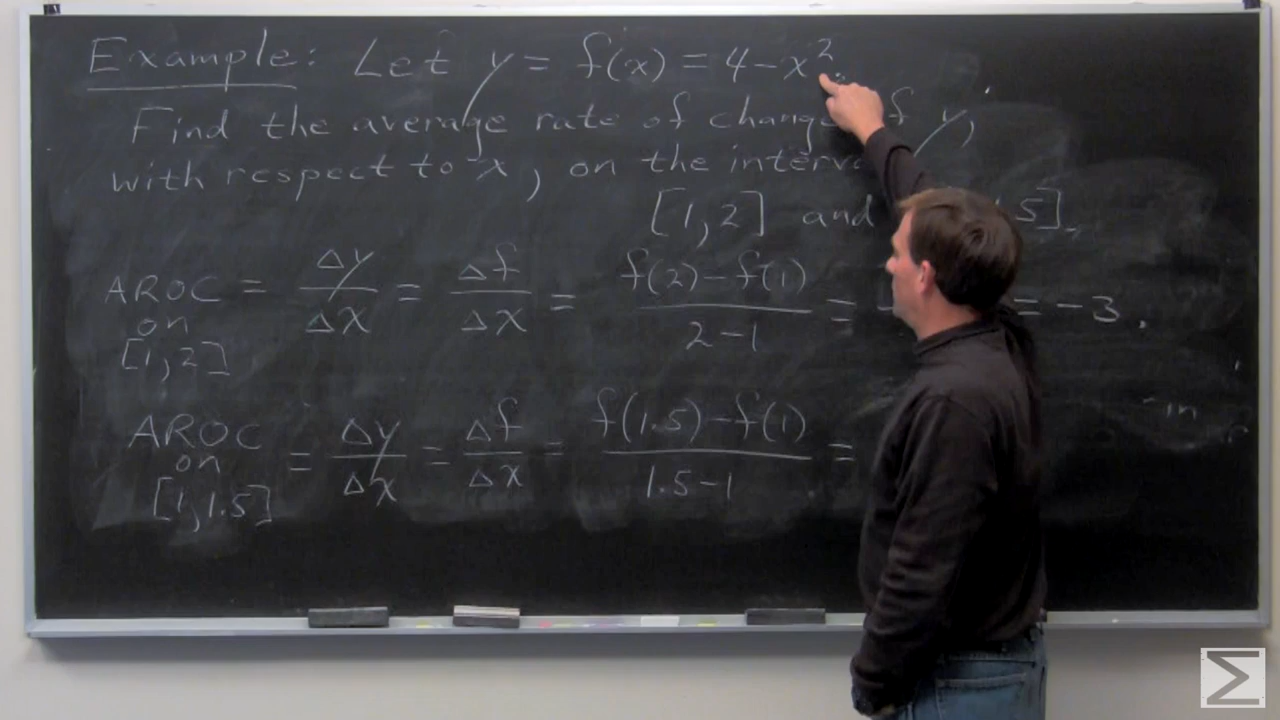 Example: Let y = f(x) = 4 - x².
Find the average rate of change of y,
with respect to x, on the
[1,2] and 5].
AROC on [1,2] = Δy/Δx = Δf/Δx = f(2)-f(1)/2-1 = = -3.
AROC on [1,1.5] = Δy/Δx = Δf/Δx = f(1.5)-f(1)/1.5-1 =
Σ